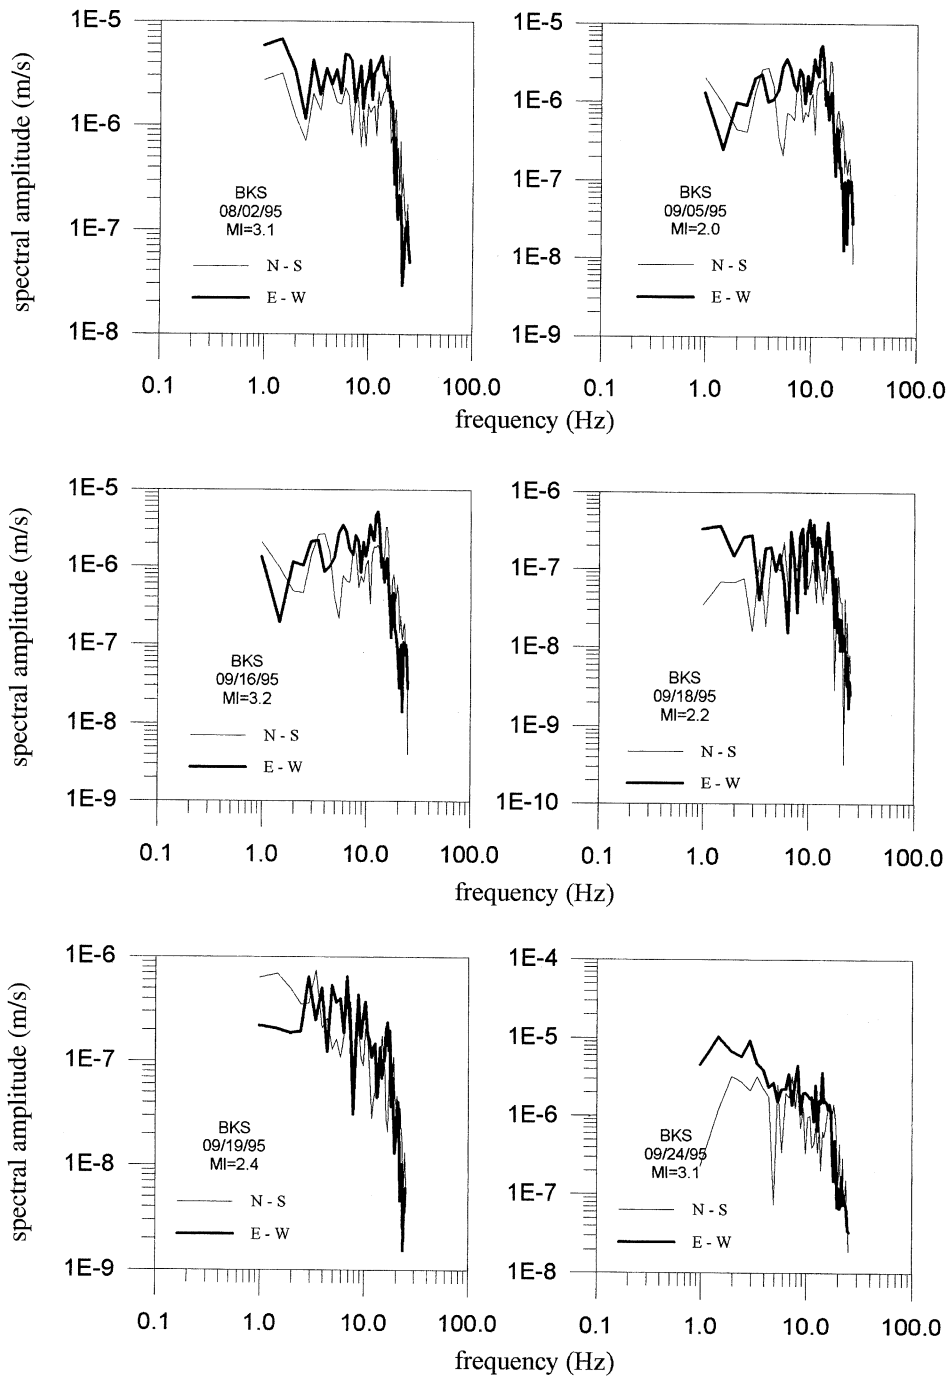 1E-5
1E-6
1E-7
1E-8
spectral amplitude (m/s)
BKS
08/02/95
Ml=3.1
N - S
E - W
0.1 1.0 10.0 100.0
1E-5
1E-6
1E-7
1E-8
1E-9
BKS
09/05/95
Ml=2.0
N - S
E - W
0.1 1.0 10.0 100.0
frequency (Hz)
1E-5
1E-6
1E-7
1E-8
1E-9
spectral amplitude (m/s)
BKS
09/16/95
Ml=3.2
N - S
E - W
0.1 1.0 10.0 100.0
1E-6
1E-7
1E-8
1E-9
1E-10
BKS
09/18/95
Ml=2.2
N - S
E - W
0.1 1.0 10.0 100.0
frequency (Hz)
1E-6
1E-7
1E-8
1E-9
spectral amplitude (m/s)
BKS
09/19/95
Ml=2.4
N - S
E - W
0.1 1.0 10.0 100.0
1E-4
1E-5
1E-6
1E-7
1E-8
BKS
09/24/95
Ml=3.1
N - S
E - W
0.1 1.0 10.0 100.0
frequency (Hz)